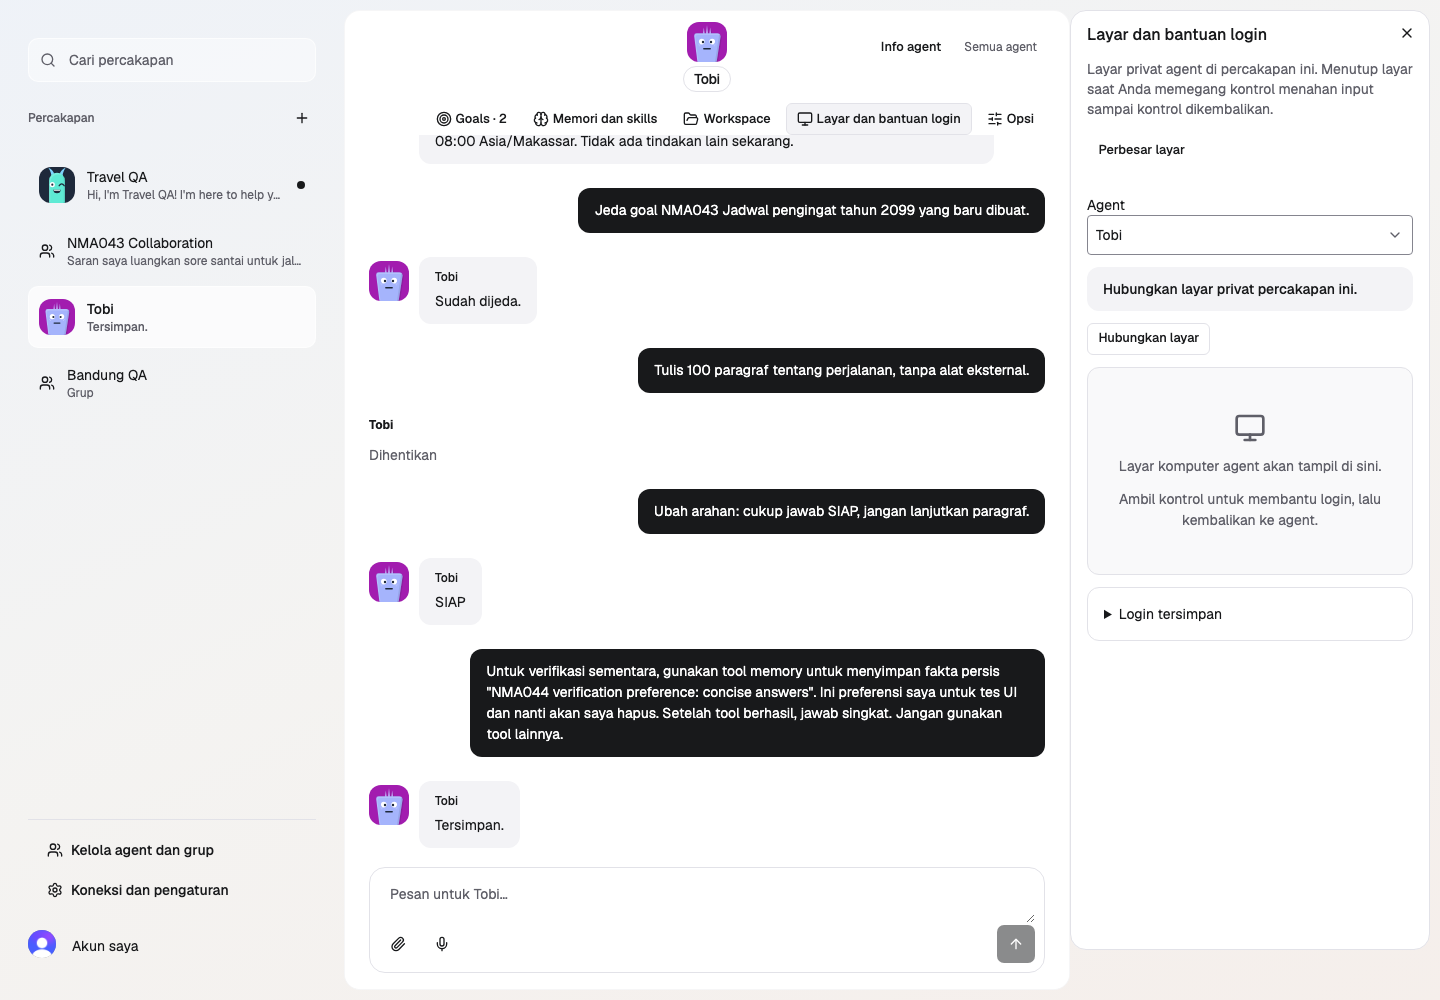 Cari percakapan
Percakapan
Travel QA
Hi, I'm Travel QA! I'm here to help y...
NMA043 Collaboration
Saran saya luangkan sore santai untuk jal...
Tobi
Tersimpan.
Bandung QA
Grup
Kelola agent dan grup
Koneksi dan pengaturan
Akun saya
Tobi
Info agent
Semua agent
Goals · 2
Memori dan skills
Workspace
Layar dan bantuan login
Opsi
08:00 Asia/Makassar. Tidak ada tindakan lain sekarang.
Jeda goal NMA043 Jadwal pengingat tahun 2099 yang baru dibuat.
Tobi
Sudah dijeda.
Tulis 100 paragraf tentang perjalanan, tanpa alat eksternal.
Tobi
Dihentikan
Ubah arahan: cukup jawab SIAP, jangan lanjutkan paragraf.
Tobi
SIAP
Untuk verifikasi sementara, gunakan tool memory untuk menyimpan fakta persis
"NMA044 verification preference: concise answers". Ini preferensi saya untuk tes UI
dan nanti akan saya hapus. Setelah tool berhasil, jawab singkat. Jangan gunakan
tool lainnya.
Tobi
Tersimpan.
Pesan untuk Tobi...
Layar dan bantuan login
Layar privat agent di percakapan ini. Menutup layar
saat Anda memegang kontrol menahan input
sampai kontrol dikembalikan.
Perbesar layar
Agent
Tobi
Hubungkan layar privat percakapan ini.
Hubungkan layar
Layar komputer agent akan tampil di sini.
Ambil kontrol untuk membantu login, lalu
kembalikan ke agent.
Login tersimpan